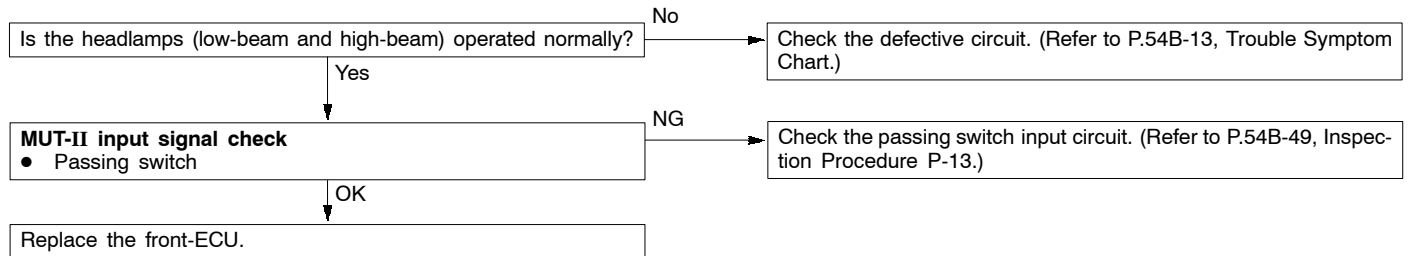 No
Is the headlamps (low-beam and high-beam) operated normally?
Check the defective circuit. (Refer to P.54B-13, Trouble Symptom
Chart.)
Yes
NG
MUT-II input signal check
● Passing switch
Check the passing switch input circuit. (Refer to P.54B-49, Inspec-
tion Procedure P-13.)
OK
Replace the front-ECU.